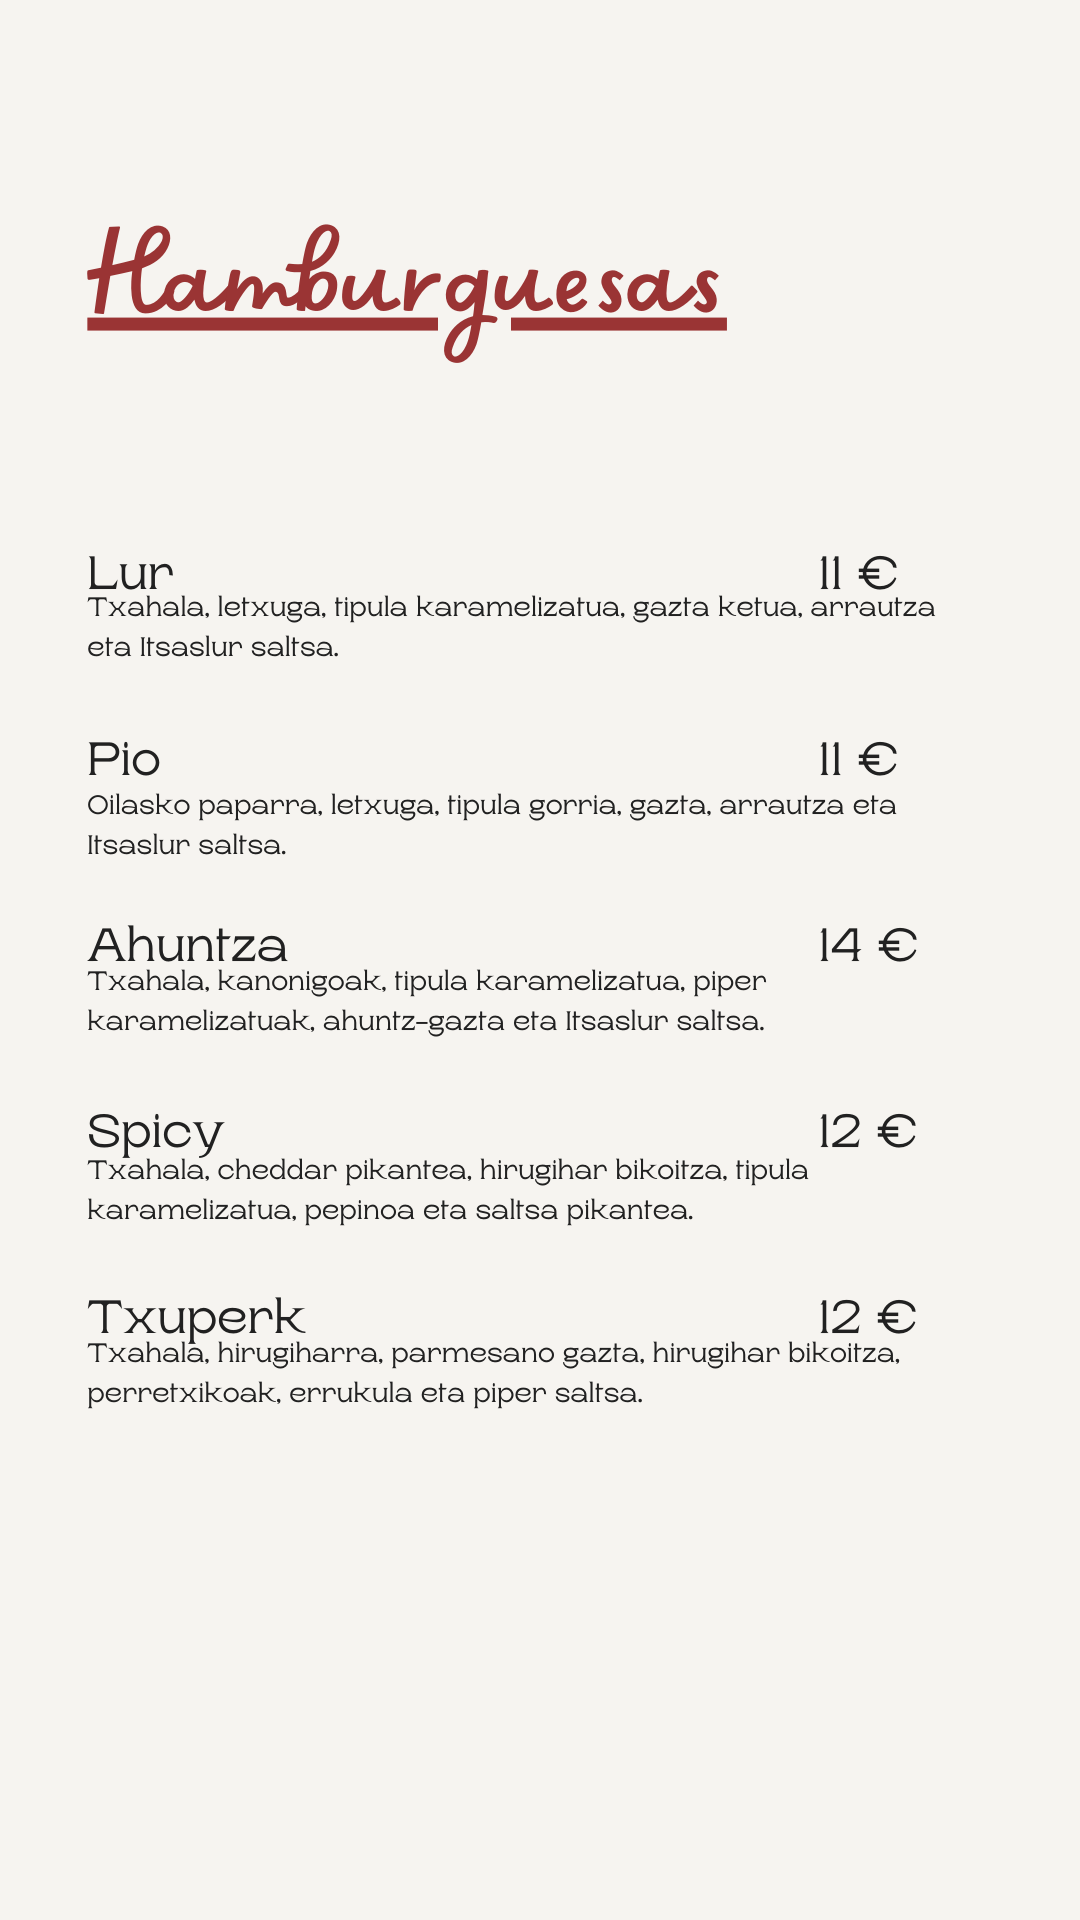 Hamburguesas
Lur 11 €
Txahala, letxuga, tipula karamelizatua, gazta ketua, arrautza
eta Itsaslur saltsa.
Pio 11 €
Oilasko paparra, letxuga, tipula gorria, gazta, arrautza eta
Itsaslur saltsa.
Ahuntza 14 €
Txahala, kanonigoak, tipula karamelizatua, piper
karamelizatuak, ahuntz-gazta eta Itsaslur saltsa.
Spicy 12 €
Txahala, cheddar pikantea, hirugihar bikoitza, tipula
karamelizatua, pepinoa eta saltsa pikantea.
Txuperk 12 €
Txahala, hirugiharra, parmesano gazta, hirugihar bikoitza,
perretxikoak, errukula eta piper saltsa.